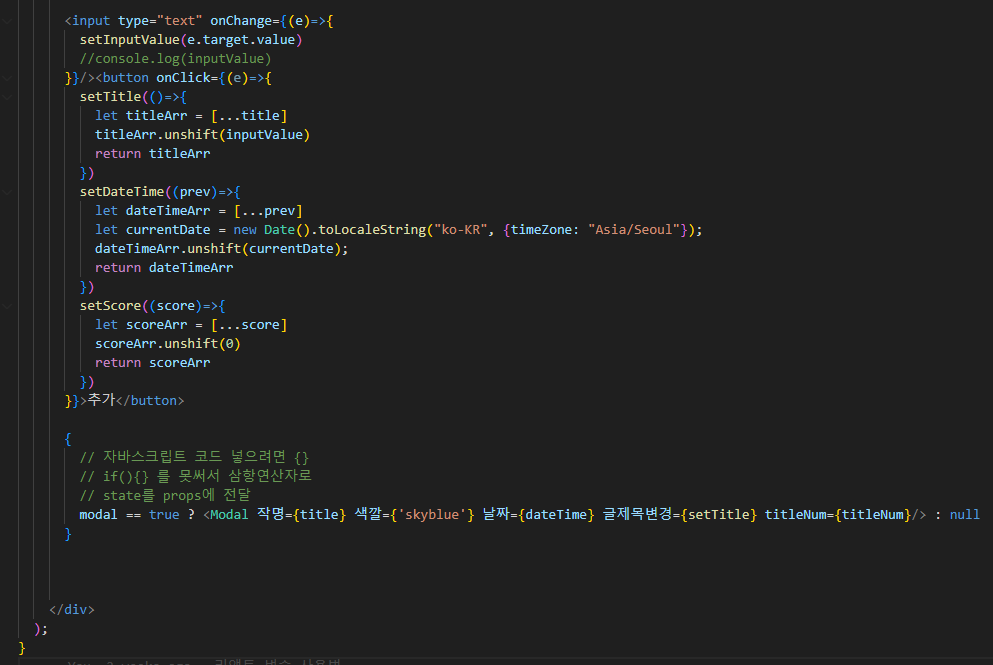 <input type="text" onChange={(e)=>{
setInputValue(e.target.value)
//console.log(inputValue)
}}/><button onClick={(e)=>{
setTitle(()=>{
let titleArr = [...title]
titleArr.unshift(inputValue)
return titleArr
})
setDateTime((prev)=>{
let dateTimeArr = [...prev]
let currentDate = new Date().toLocaleString("ko-KR", {timeZone: "Asia/Seoul"});
dateTimeArr.unshift(currentDate);
return dateTimeArr
})
setScore((score)=>{
let scoreArr = [...score]
scoreArr.unshift(0)
return scoreArr
})
}}>추가</button>
{
// 자바스크립트 코드 넣으려면 {}
// if(){} 를 못써서 삼항연산자로
// state를 props에 전달
modal == true ? <Modal 작명={title} 색깔={'skyblue'} 날짜={dateTime} 글제목변경={setTitle} titleNum={titleNum}/> : null
}
</div>
);
}